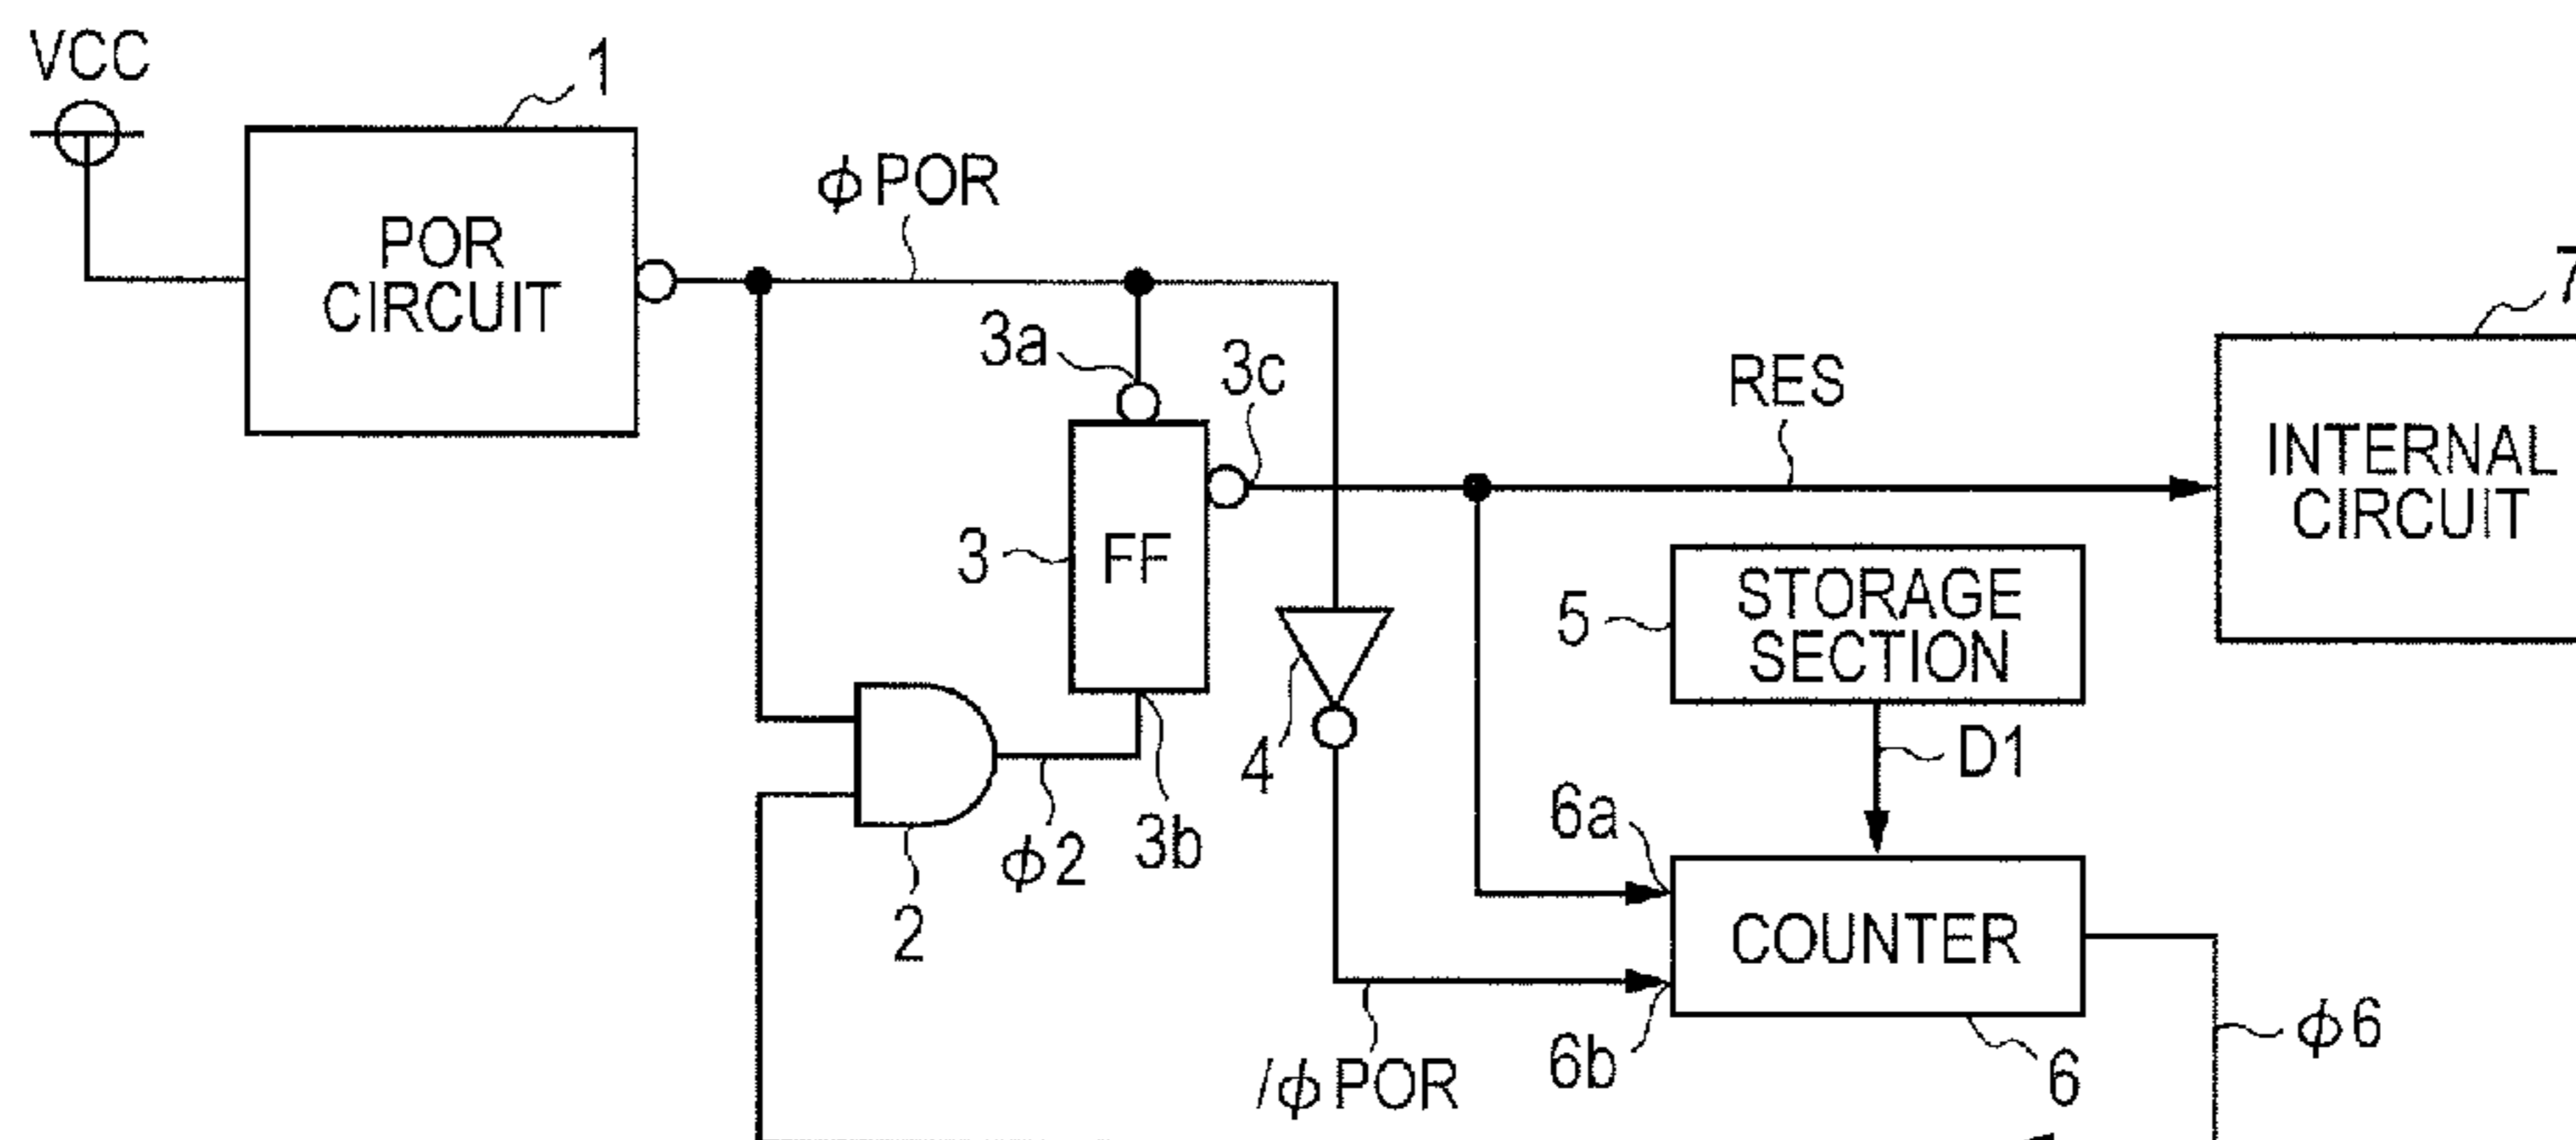 VCC
1
POR
CIRCUIT
ϕPOR
3a
3c
3
FF
RES
7
INTERNAL
CIRCUIT
5
STORAGE
SECTION
D1
4
2
ϕ2
3b
6a
6b
COUNTER
/ϕPOR
6
ϕ6